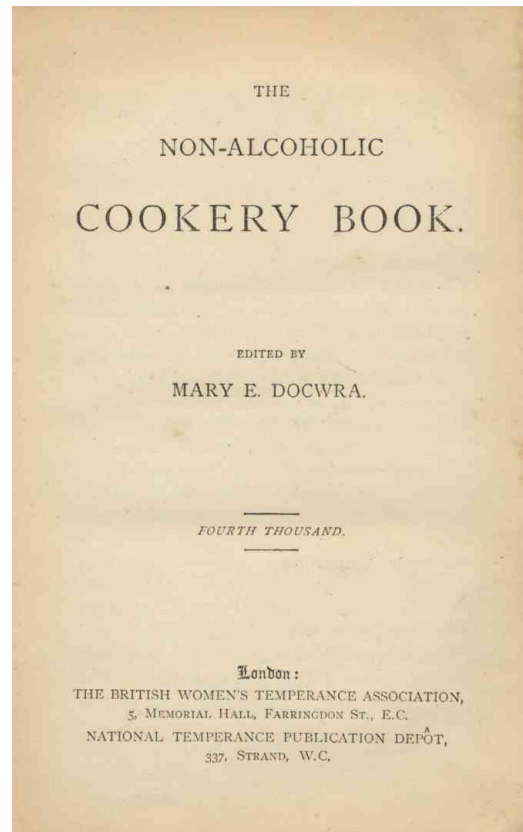 THE
NON-ALCOHOLIC
COOKERY BOOK.
EDITED BY
MARY E. DOCWRA.
FOURTH THOUSAND.
London:
THE BRITISH WOMEN'S TEMPERANCE ASSOCIATION,
5, MEMORIAL HALL, FARRINGDON ST., E.C.
NATIONAL TEMPERANCE PUBLICATION DEPÔT,
337, STRAND, W.C.